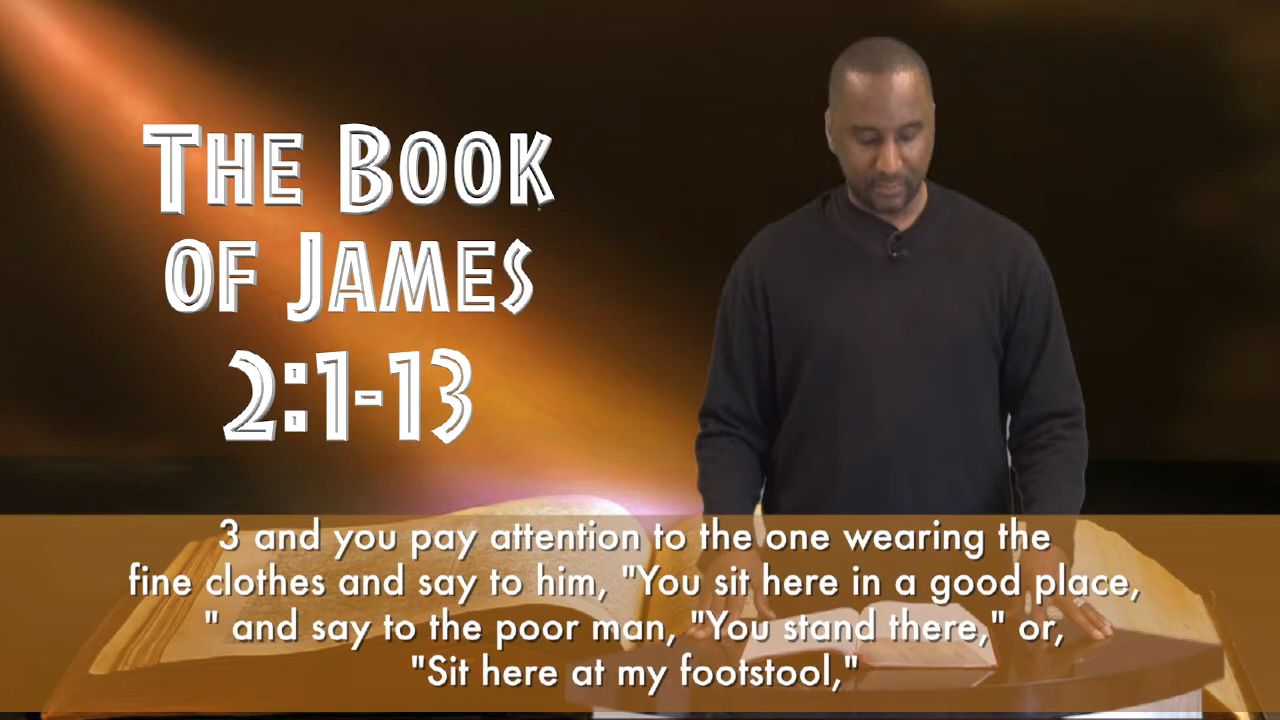 The Book
of James
2:1-13
3 and you pay attention to the one wearing the
fine clothes and say to him, "You sit here in a good place,
" and say to the poor man, "You stand there," or,
"Sit here at my footstool,"